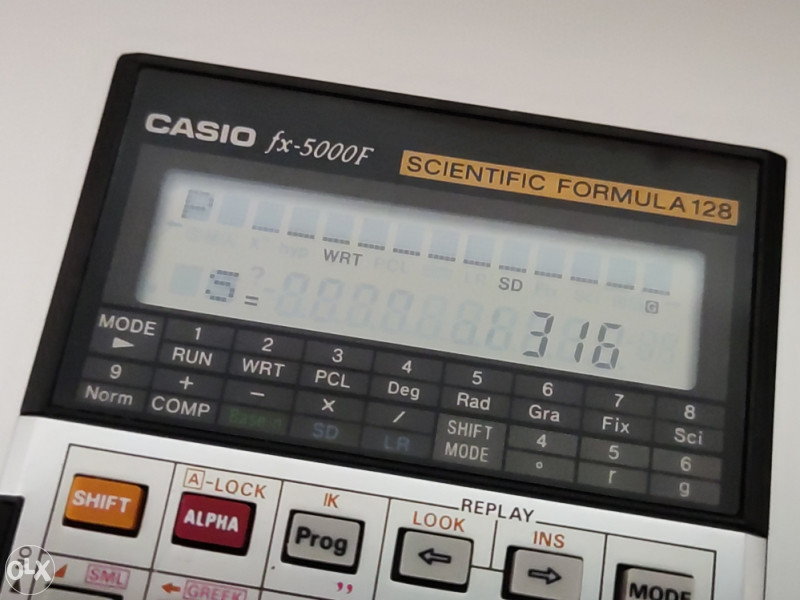 CASIO fx-5000F
SCIENTIFIC FORMULA 128
P
WRT SD G
S = 316
MODE 1 2 3 4 5 6 7 8
RUN WRT PCL Deg Rad Gra Fix Sci
9 + − × / SHIFT 4 5 6
Norm COMP Base-n SD LR MODE ° r g
A-LOCK IK LOOK REPLAY INS
SHIFT ALPHA Prog ⇦ ⇨ MODE
SML ←GREEK ”
OLX